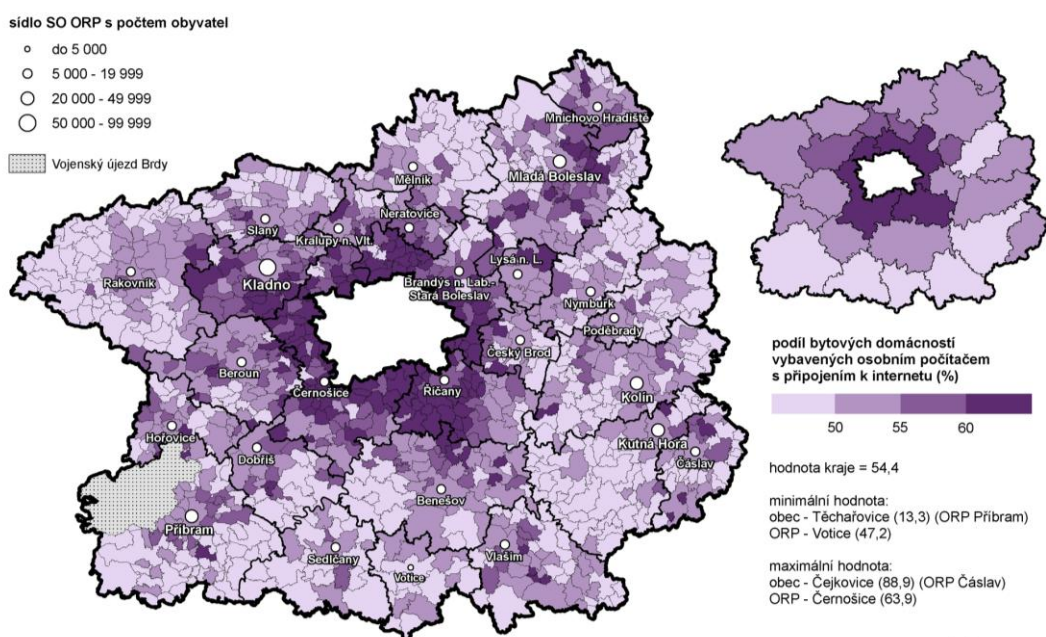 sídlo SO ORP s počtem obyvatel
do 5 000
5 000 - 19 999
20 000 - 49 999
50 000 - 99 999
Vojenský újezd Brdy
Mnichovo Hradiště
Mladá Boleslav
Mělník
Neratovice
Slaný
Kralupy n. Vlt.
Lysá n. L.
Rakovník
Kladno
Brandýs n. Lab.-
Stará Boleslav
Nymburk
Poděbrady
Český Brod
Beroun
Černošice
Říčany
Kolín
Hořovice
Dobříš
Kutná Hora
Čáslav
Benešov
Příbram
Sedlčany
Votice
Vlašim
podíl bytových domácností
vybavených osobním počítačem
s připojením k internetu (%)
50 55 60
hodnota kraje = 54,4
minimální hodnota:
obec - Těchařovice (13,3) (ORP Příbram)
ORP - Votice (47,2)
maximální hodnota:
obec - Čejkovice (88,9) (ORP Čáslav)
ORP - Černošice (63,9)